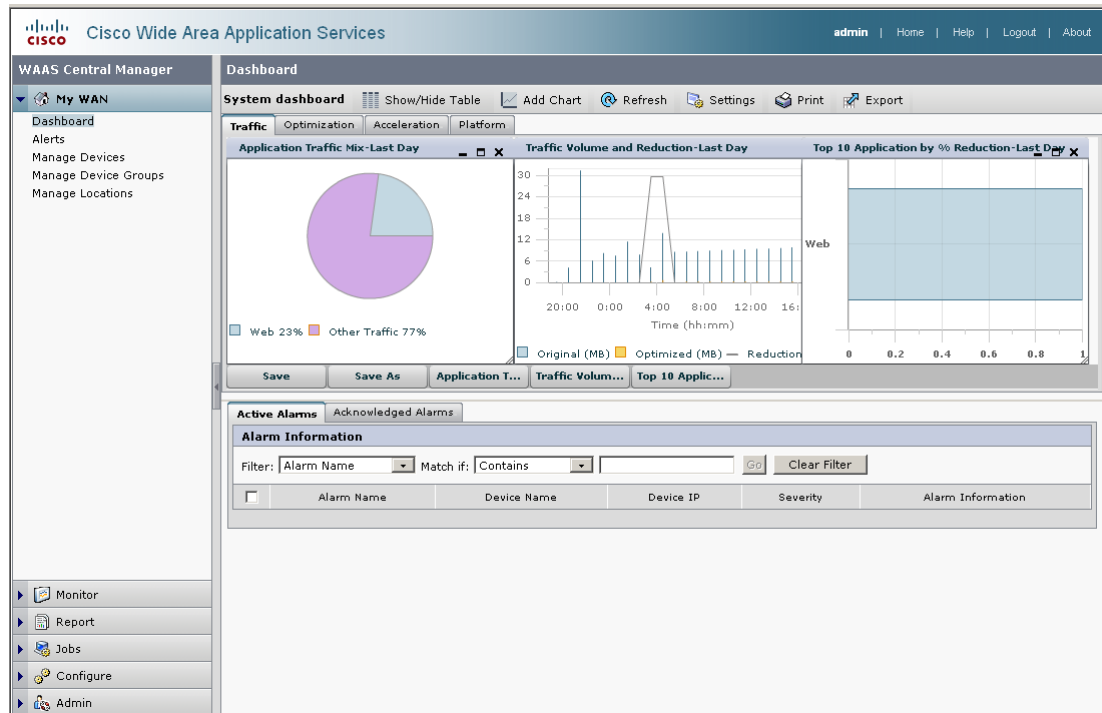 CISCO
Cisco Wide Area Application Services
admin | Home | Help | Logout | About
WAAS Central Manager
My WAN
Dashboard
Alerts
Manage Devices
Manage Device Groups
Manage Locations
Monitor
Report
Jobs
Configure
Admin
Dashboard
System dashboard Show/Hide Table Add Chart Refresh Settings Print Export
Traffic Optimization Acceleration Platform
Application Traffic Mix-Last Day
Web 23% Other Traffic 77%
Traffic Volume and Reduction-Last Day
30
24
18
12
6
0
20:00 0:00 4:00 8:00 12:00 16:
Time (hh:mm)
Original (MB) Optimized (MB) — Reduction
Top 10 Application by % Reduction-Last Day
Web
0 0.2 0.4 0.6 0.8 1
Save Save As Application T... Traffic Volum... Top 10 Applic...
Active Alarms Acknowledged Alarms
Alarm Information
Filter: Alarm Name Match if: Contains Go Clear Filter
Alarm Name Device Name Device IP Severity Alarm Information